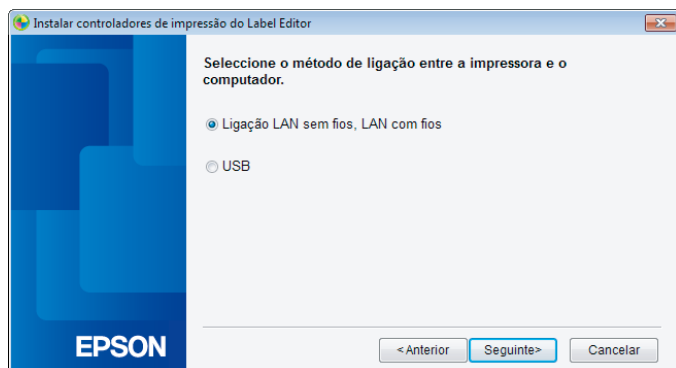 Instalar controladores de impressão do Label Editor
Seleccione o método de ligação entre a impressora e o
computador.
Ligação LAN sem fios, LAN com fios
USB
EPSON
<Anterior
Seguinte>
Cancelar